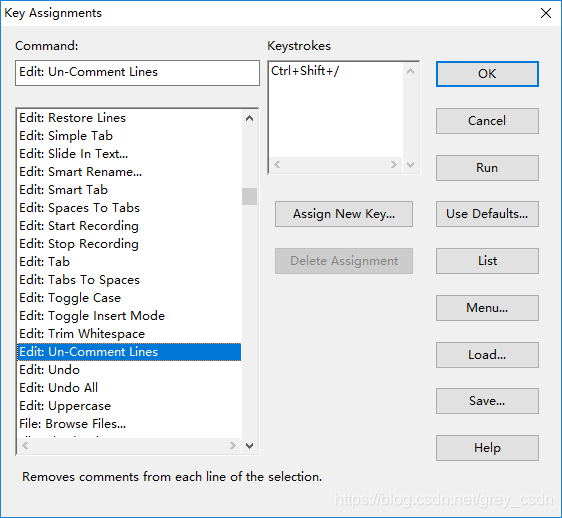 Key Assignments
Command:
Edit: Un-Comment Lines
Keystrokes
Ctrl+Shift+/
OK
Cancel
Run
Use Defaults...
List
Menu...
Load...
Save...
Help
Assign New Key...
Delete Assignment
Edit: Restore Lines
Edit: Simple Tab
Edit: Slide In Text...
Edit: Smart Rename...
Edit: Smart Tab
Edit: Spaces To Tabs
Edit: Start Recording
Edit: Stop Recording
Edit: Tab
Edit: Tabs To Spaces
Edit: Toggle Case
Edit: Toggle Insert Mode
Edit: Trim Whitespace
Edit: Un-Comment Lines
Edit: Undo
Edit: Undo All
Edit: Uppercase
File: Browse Files...
Removes comments from each line of the selection.
https://blog.csdn.net/grey_csdn